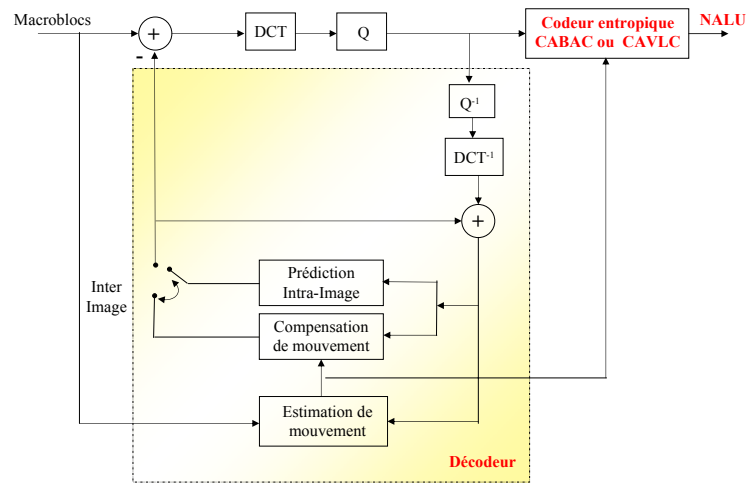 Macroblocs
+
-
DCT
Q
Codeur entropique
CABAC ou CAVLC
NALU
Q-1
DCT-1
+
Inter
Image
Prédiction
Intra-Image
Compensation
de mouvement
Estimation de
mouvement
Décodeur